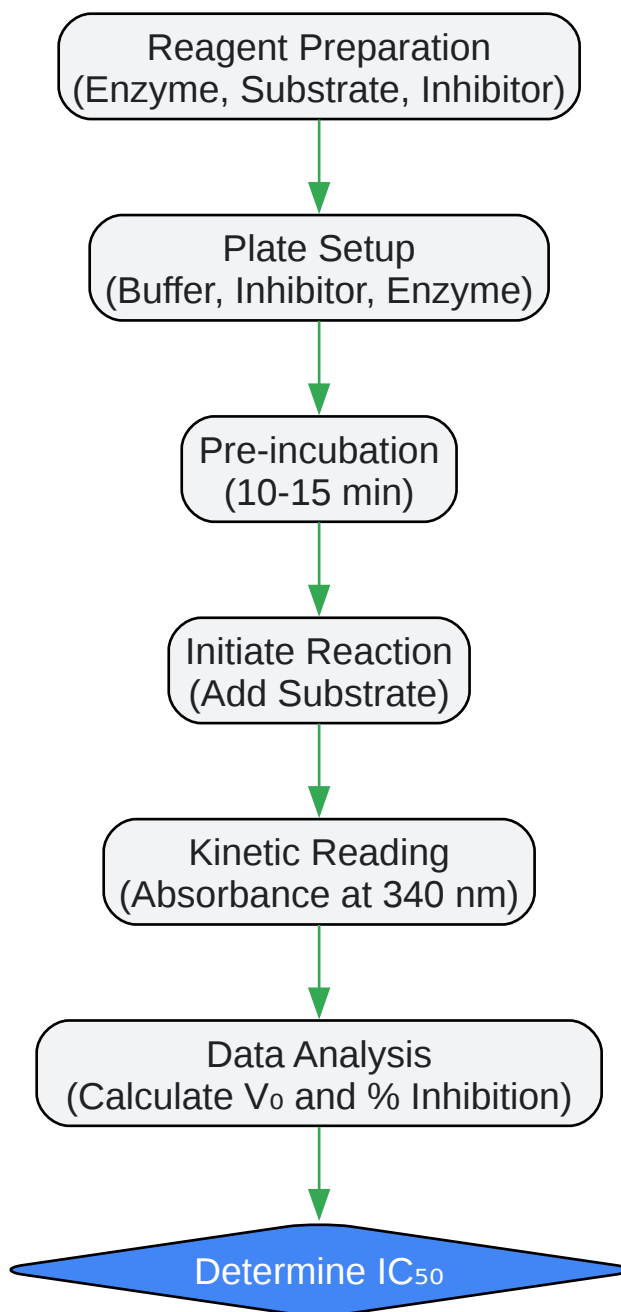 Reagent Preparation
(Enzyme, Substrate, Inhibitor)
Plate Setup
(Buffer, Inhibitor, Enzyme)
Pre-incubation
(10-15 min)
Initiate Reaction
(Add Substrate)
Kinetic Reading
(Absorbance at 340 nm)
Data Analysis
(Calculate V₀ and % Inhibition)
Determine IC₅₀